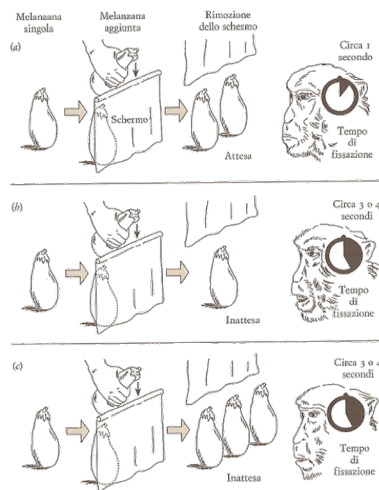 Melanzana
singola
Melanzana
aggiunta
Rimozione
dello schermo
(a)
Schermo
Attesa
Circa 1
secondo
Tempo
di
fissazione
(b)
Inattesa
Circa 3 o 4
secondi
Tempo
di
fissazione
(c)
Inattesa
Circa 3 o 4
secondi
Tempo
di
fissazione